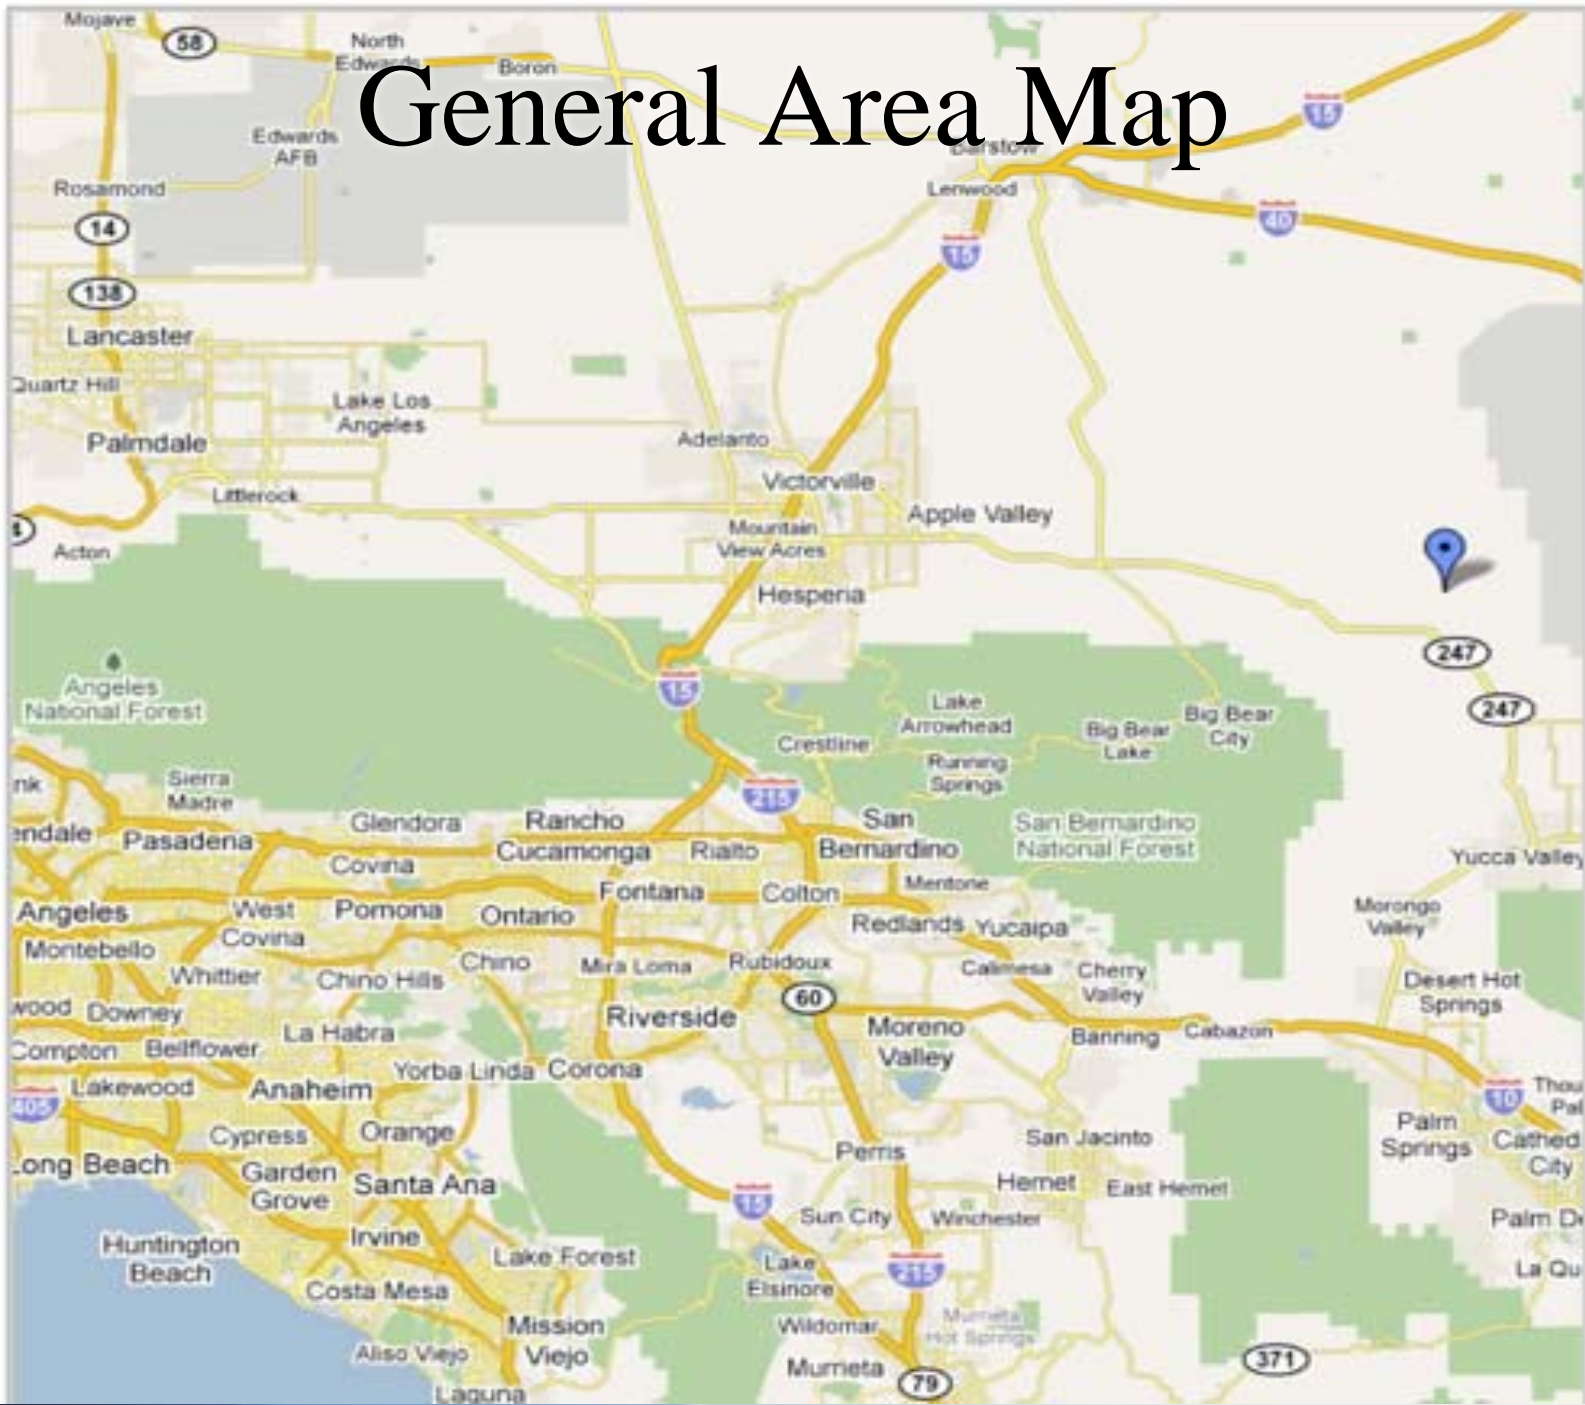 General Area Map
Mojave
58
North
Edwards
Boron
15
Edwards
AFB
Barstow
Rosamond
Lenwood
14
40
15
138
Lancaster
Quartz Hill
Lake Los
Angeles
Palmdale
Adelanto
Victorville
Littlerock
Apple Valley
Mountain
View Acres
Acton
Hesperia
247
Angeles
National Forest
15
247
Lake
Arrowhead
Big Bear
City
Big Bear
Lake
Crestline
Running
Springs
nk
Sierra
Madre
215
endale
Pasadena
Glendora
Rancho
Cucamonga
Rialto
San
Bernardino
San Bernardino
National Forest
Yucca Valley
Covina
Fontana
Colton
Mentone
Angeles
West
Covina
Pomona
Ontario
Redlands
Yucaipa
Morongo
Valley
Montebello
Whittier
Chino Hills
Chino
Mira Loma
Rubidoux
Calimesa
Cherry
Valley
Desert Hot
Springs
60
wood
Downey
La Habra
Riverside
Moreno
Valley
Banning
Cabazon
Compton
Bellflower
Yorba Linda
Corona
Lakewood
Anaheim
405
10
Thou
Pal
Cypress
Orange
Palm
Springs
Cathed
City
Long Beach
Garden
Grove
Santa Ana
Perris
San Jacinto
Hemet
East Hemet
15
Sun City
Winchester
Palm De
Huntington
Beach
Irvine
Lake Forest
Lake
Elsinore
215
La Qu
Costa Mesa
Mission
Viejo
Wildomar
Murrieta
Hot Springs
Aliso Viejo
Murrieta
371
79
Laguna